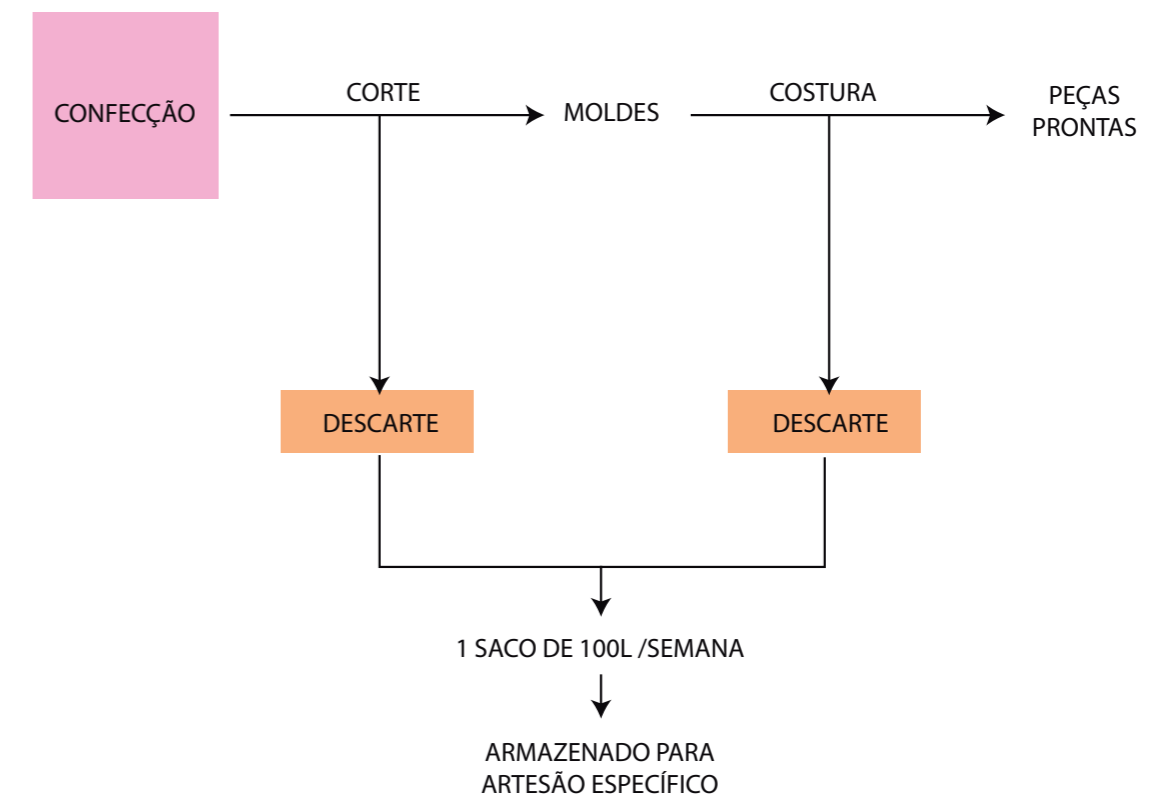 CONFECÇÃO
CORTE
MOLDES
COSTURA
PEÇAS
PRONTAS
DESCARTE
DESCARTE
1 SACO DE 100L /SEMANA
ARMAZENADO PARA
ARTESÃO ESPECÍFICO